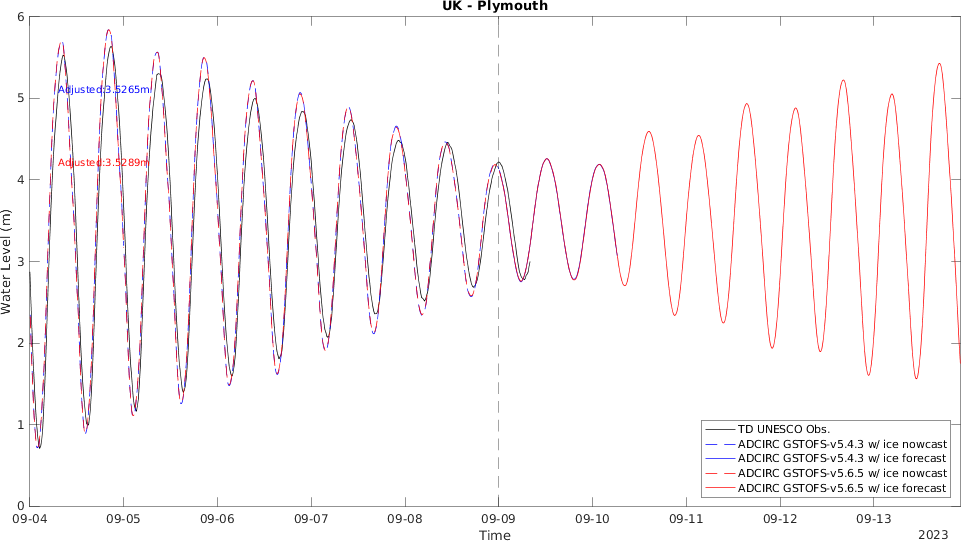 UK - Plymouth
6
5
4
3
2
1
0
Water Level (m)
Adjusted:3.5265m
Adjusted:3.5289m
TD UNESCO Obs.
ADCIRC GSTOFS-v5.4.3 w/ ice nowcast
ADCIRC GSTOFS-v5.4.3 w/ ice forecast
ADCIRC GSTOFS-v5.6.5 w/ ice nowcast
ADCIRC GSTOFS-v5.6.5 w/ ice forecast
09-04 09-05 09-06 09-07 09-08 09-09 09-10 09-11 09-12 09-13
Time
2023